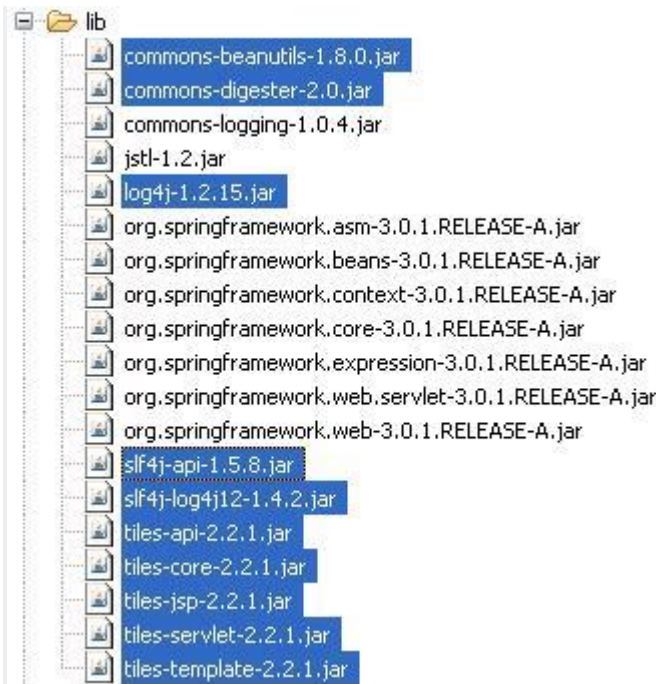 lib
commons-beanutils-1.8.0.jar
commons-digester-2.0.jar
commons-logging-1.0.4.jar
jstl-1.2.jar
log4j-1.2.15.jar
org.springframework.asm-3.0.1.RELEASE-A.jar
org.springframework.beans-3.0.1.RELEASE-A.jar
org.springframework.context-3.0.1.RELEASE-A.jar
org.springframework.core-3.0.1.RELEASE-A.jar
org.springframework.expression-3.0.1.RELEASE-A.jar
org.springframework.web.servlet-3.0.1.RELEASE-A.jar
org.springframework.web-3.0.1.RELEASE-A.jar
slf4j-api-1.5.8.jar
slf4j-log4j12-1.4.2.jar
tiles-api-2.2.1.jar
tiles-core-2.2.1.jar
tiles-jsp-2.2.1.jar
tiles-servlet-2.2.1.jar
tiles-template-2.2.1.jar